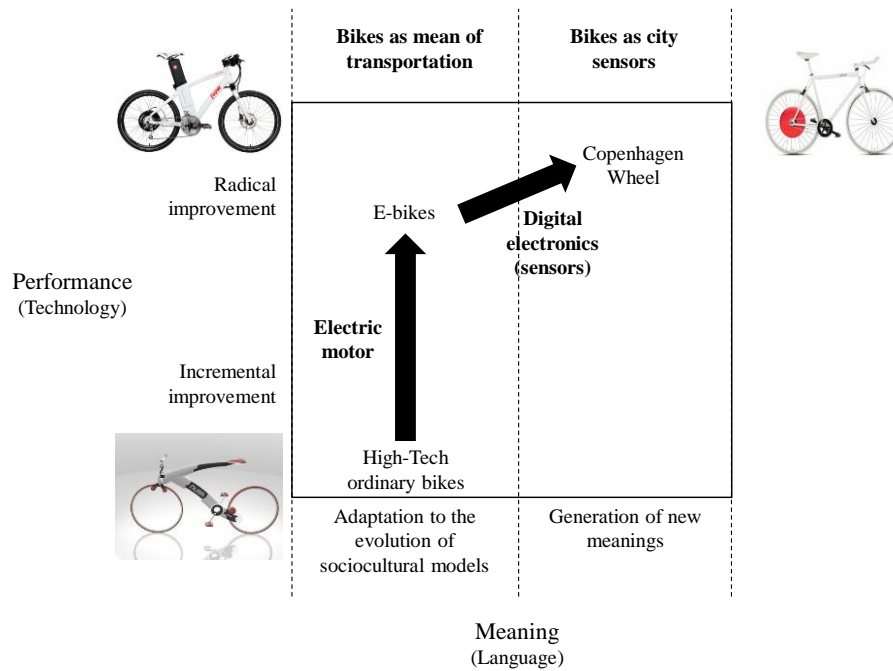 Bikes as mean of
transportation
Bikes as city
sensors
Copenhagen
Wheel
Radical
improvement
E-bikes
Digital
electronics
(sensors)
Performance
(Technology)
Electric
motor
Incremental
improvement
High-Tech
ordinary bikes
Adaptation to the
evolution of
sociocultural models
Generation of new
meanings
Meaning
(Language)